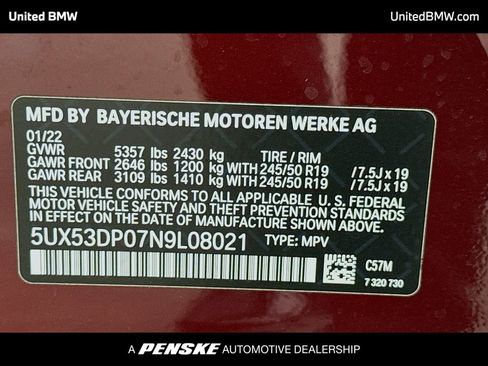 United BMW
UnitedBMW.com
MFD BY BAYERISCHE MOTOREN WERKE AG
01/22
GVWR 5357 lbs 2430 kg TIRE / RIM
GAWR FRONT 2646 lbs 1200 kg WITH 245/50 R19 /7.5J x 19
GAWR REAR 3109 lbs 1410 kg WITH 245/50 R19 /7.5J x 19
THIS VEHICLE CONFORMS TO ALL APPLICABLE U. S. FEDERAL
MOTOR VEHICLE SAFETY AND THEFT PREVENTION STANDARDS
IN EFFECT ON THE DATE OF MANUFACTURE SHOWN ABOVE.
5UX53DP07N9L08021 TYPE: MPV
C57M
7 320 730
A PENSKE AUTOMOTIVE DEALERSHIP